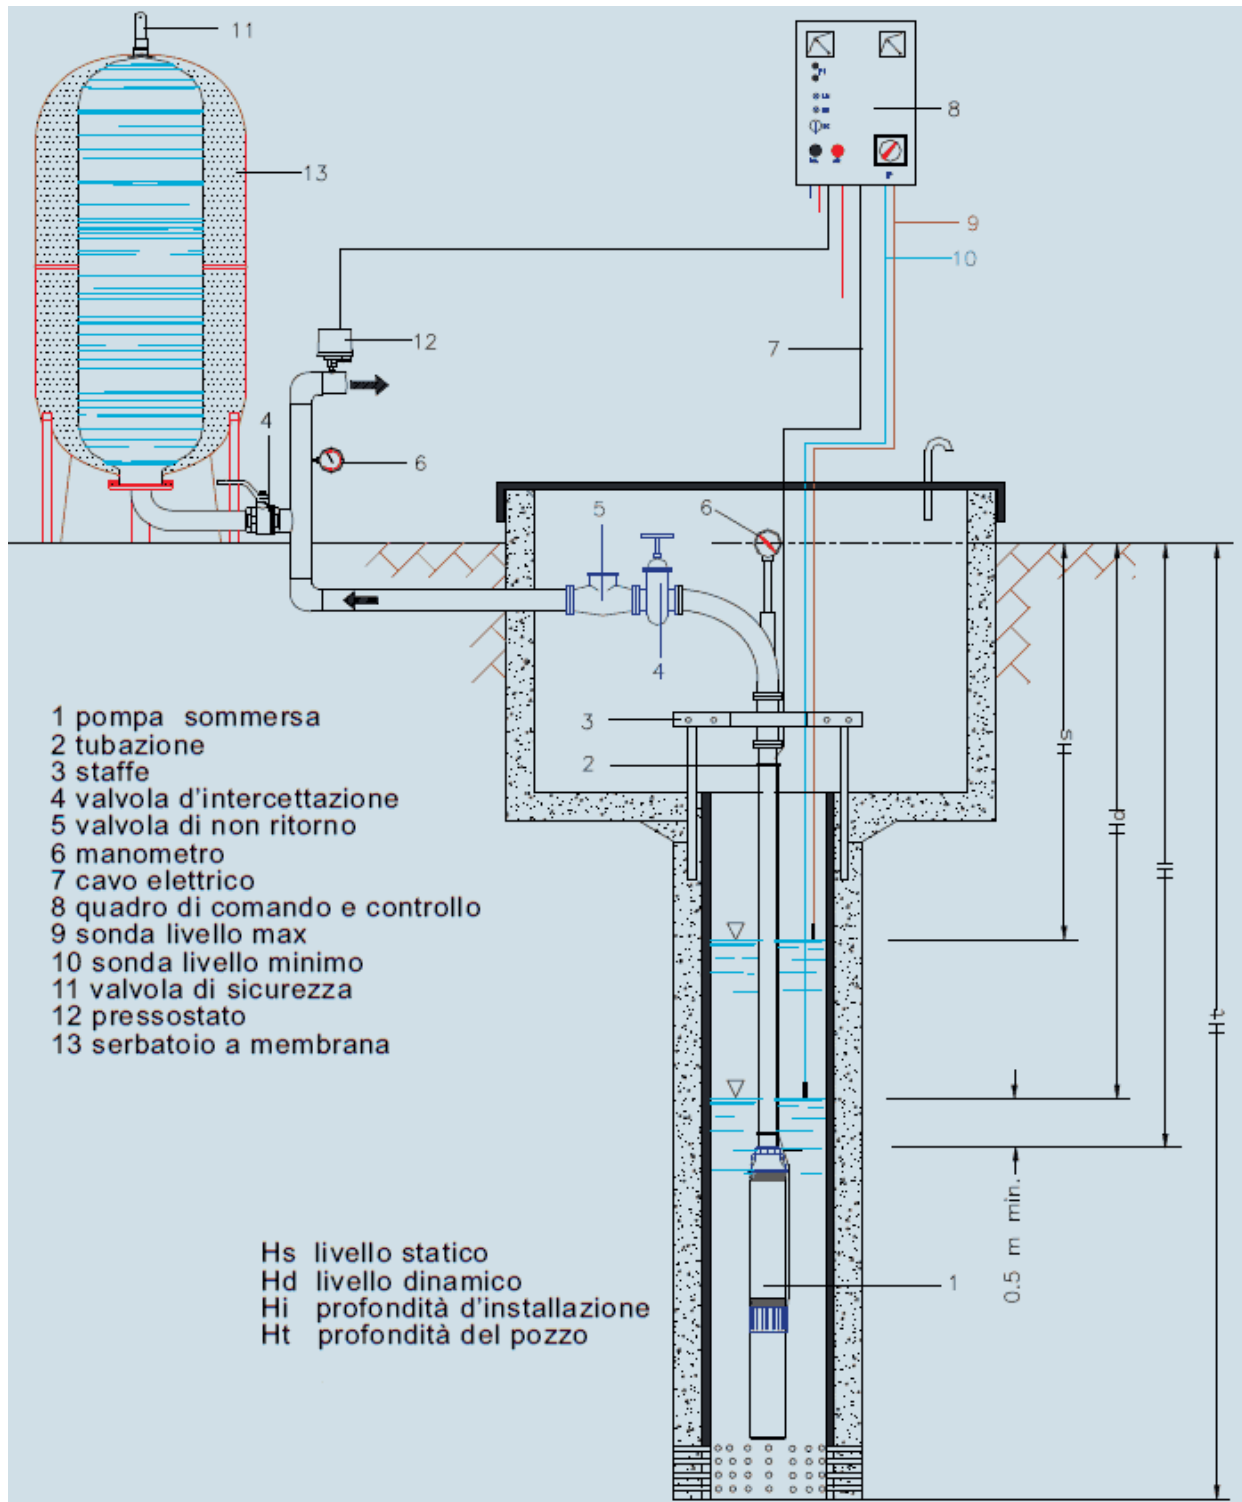 11
8
13
9
10
12
7
4
6
5
6
4
3
2
1 pompa sommersa
2 tubazione
3 staffe
4 valvola d'intercettazione
5 valvola di non ritorno
6 manometro
7 cavo elettrico
8 quadro di comando e controllo
9 sonda livello max
10 sonda livello minimo
11 valvola di sicurezza
12 pressostato
13 serbatoio a membrana
Hs
Hd
Hi
Ht
0.5 m min.
1
Hs livello statico
Hd livello dinamico
Hi profondità d'installazione
Ht profondità del pozzo